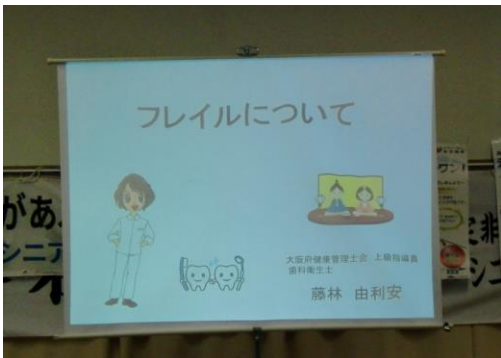 フレイルについて
大阪府健康管理士会 上級指導員
歯科衛生士
藤林 由利安
があ
シニア